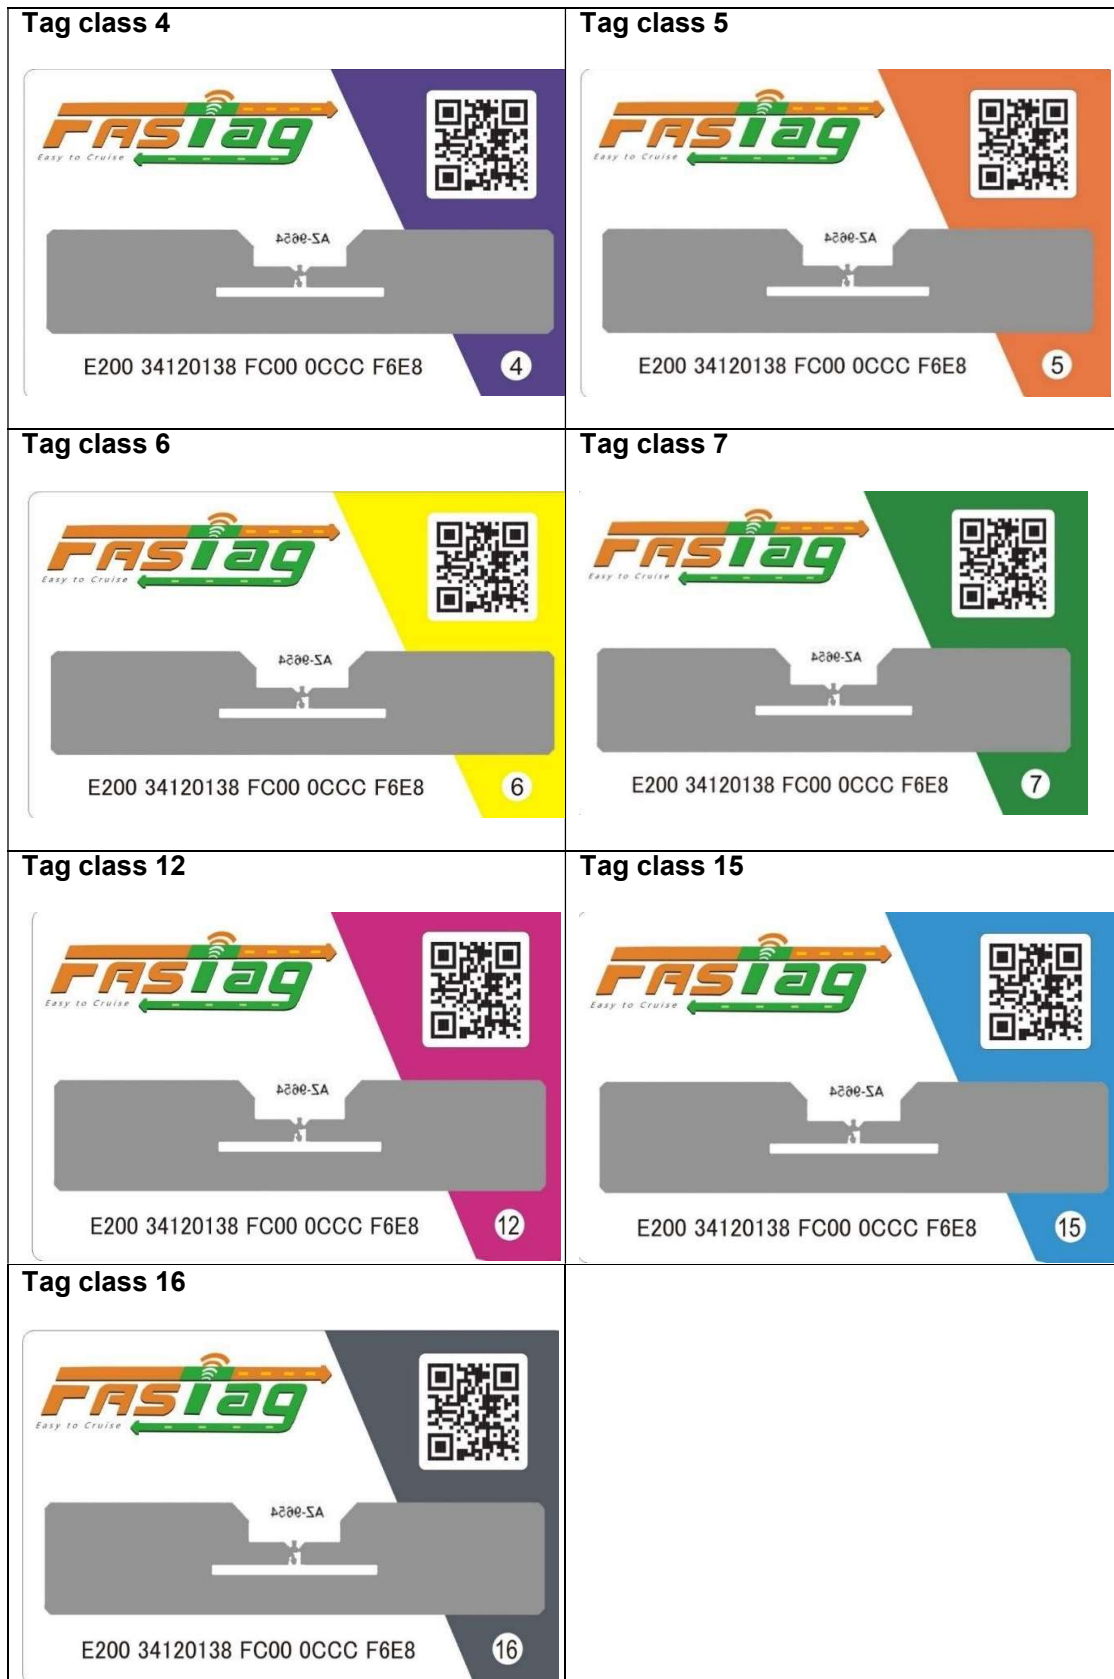 Tag class 4
FASTag
Easy to Cruise
AZ-9654
E200 34120138 FC00 0CCC F6E8
4
Tag class 5
FASTag
Easy to Cruise
AZ-9654
E200 34120138 FC00 0CCC F6E8
5
Tag class 6
FASTag
Easy to Cruise
AZ-9654
E200 34120138 FC00 0CCC F6E8
6
Tag class 7
FASTag
Easy to Cruise
AZ-9654
E200 34120138 FC00 0CCC F6E8
7
Tag class 12
FASTag
Easy to Cruise
AZ-9654
E200 34120138 FC00 0CCC F6E8
12
Tag class 15
FASTag
Easy to Cruise
AZ-9654
E200 34120138 FC00 0CCC F6E8
15
Tag class 16
FASTag
Easy to Cruise
AZ-9654
E200 34120138 FC00 0CCC F6E8
16